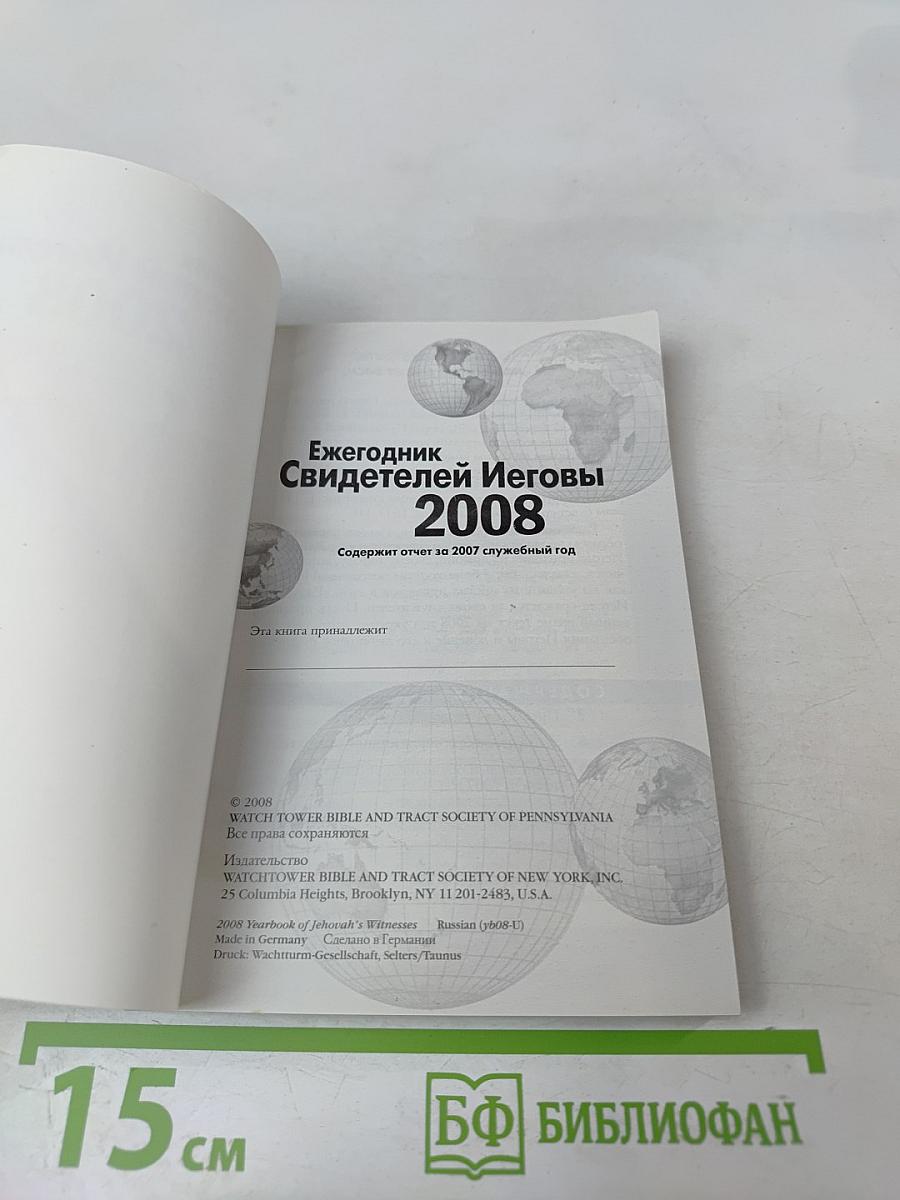 Ежегодник
Свидетелей Иеговы
2008
Содержит отчет за 2007 служебный год
Эта книга принадлежит
© 2008
WATCH TOWER BIBLE AND TRACT SOCIETY OF PENNSYLVANIA
Все права сохраняются
Издательство
WATCHTOWER BIBLE AND TRACT SOCIETY OF NEW YORK, INC.
25 Columbia Heights, Brooklyn, NY 11201-2483, U.S.A.
2008 Yearbook of Jehovah's Witnesses Russian (yb08-U)
Made in Germany Сделано в Германии
Druck: Wachtturm-Gesellschaft, Selters/Taunus
15 см
БФ БИБЛИОФАН